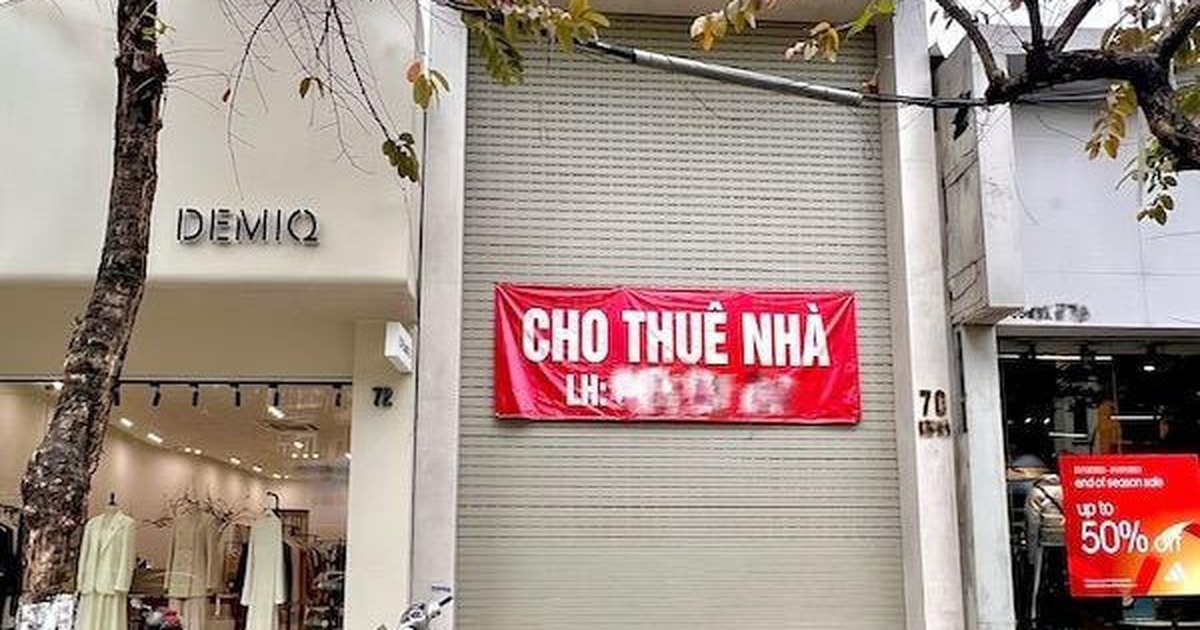 DEMIQ
CHO THUÊ NHÀ
LH:
72
70
end of season sale
up to
50% off